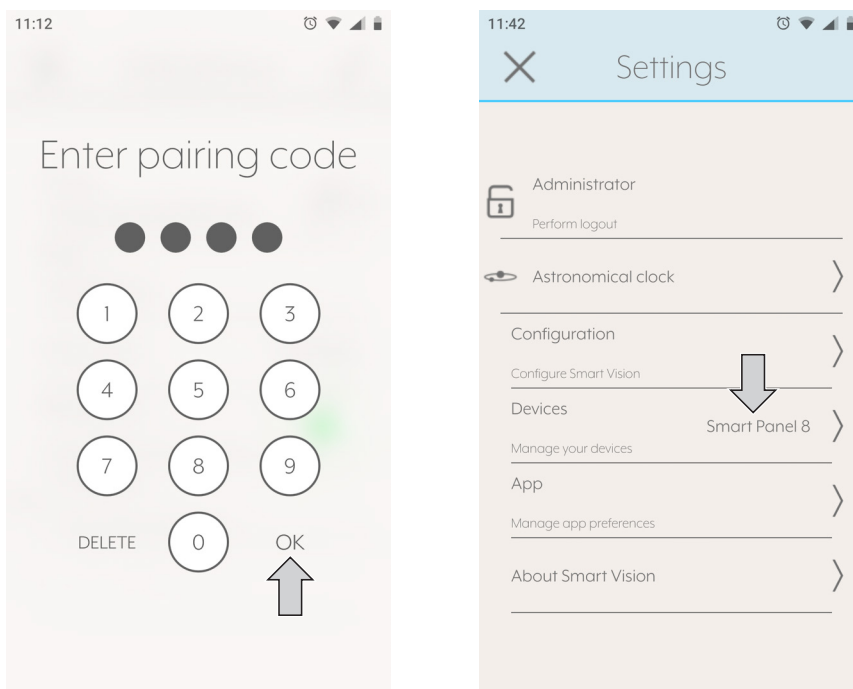 11:12
Enter pairing code
1 2 3
4 5 6
7 8 9
DELETE 0 OK
11:42
Settings
Administrator
Perform logout
Astronomical clock
Configuration
Configure Smart Vision
Devices
Smart Panel 8
Manage your devices
App
Manage app preferences
About Smart Vision